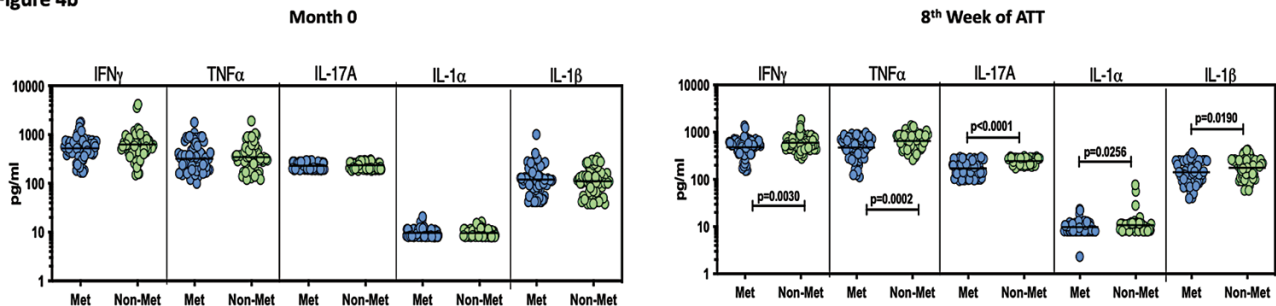 Figure 4b
Month 0
IFNγ TNFα IL-17A IL-1α IL-1β
10000
1000
100
10
1
pg/ml
Met Non-Met Met Non-Met Met Non-Met Met Non-Met Met Non-Met
8th Week of ATT
IFNγ TNFα IL-17A IL-1α IL-1β
10000
1000
100
10
1
pg/ml
p=0.0190
p<0.0001
p=0.0256
p=0.0030
p=0.0002
Met Non-Met Met Non-Met Met Non-Met Met Non-Met Met Non-Met